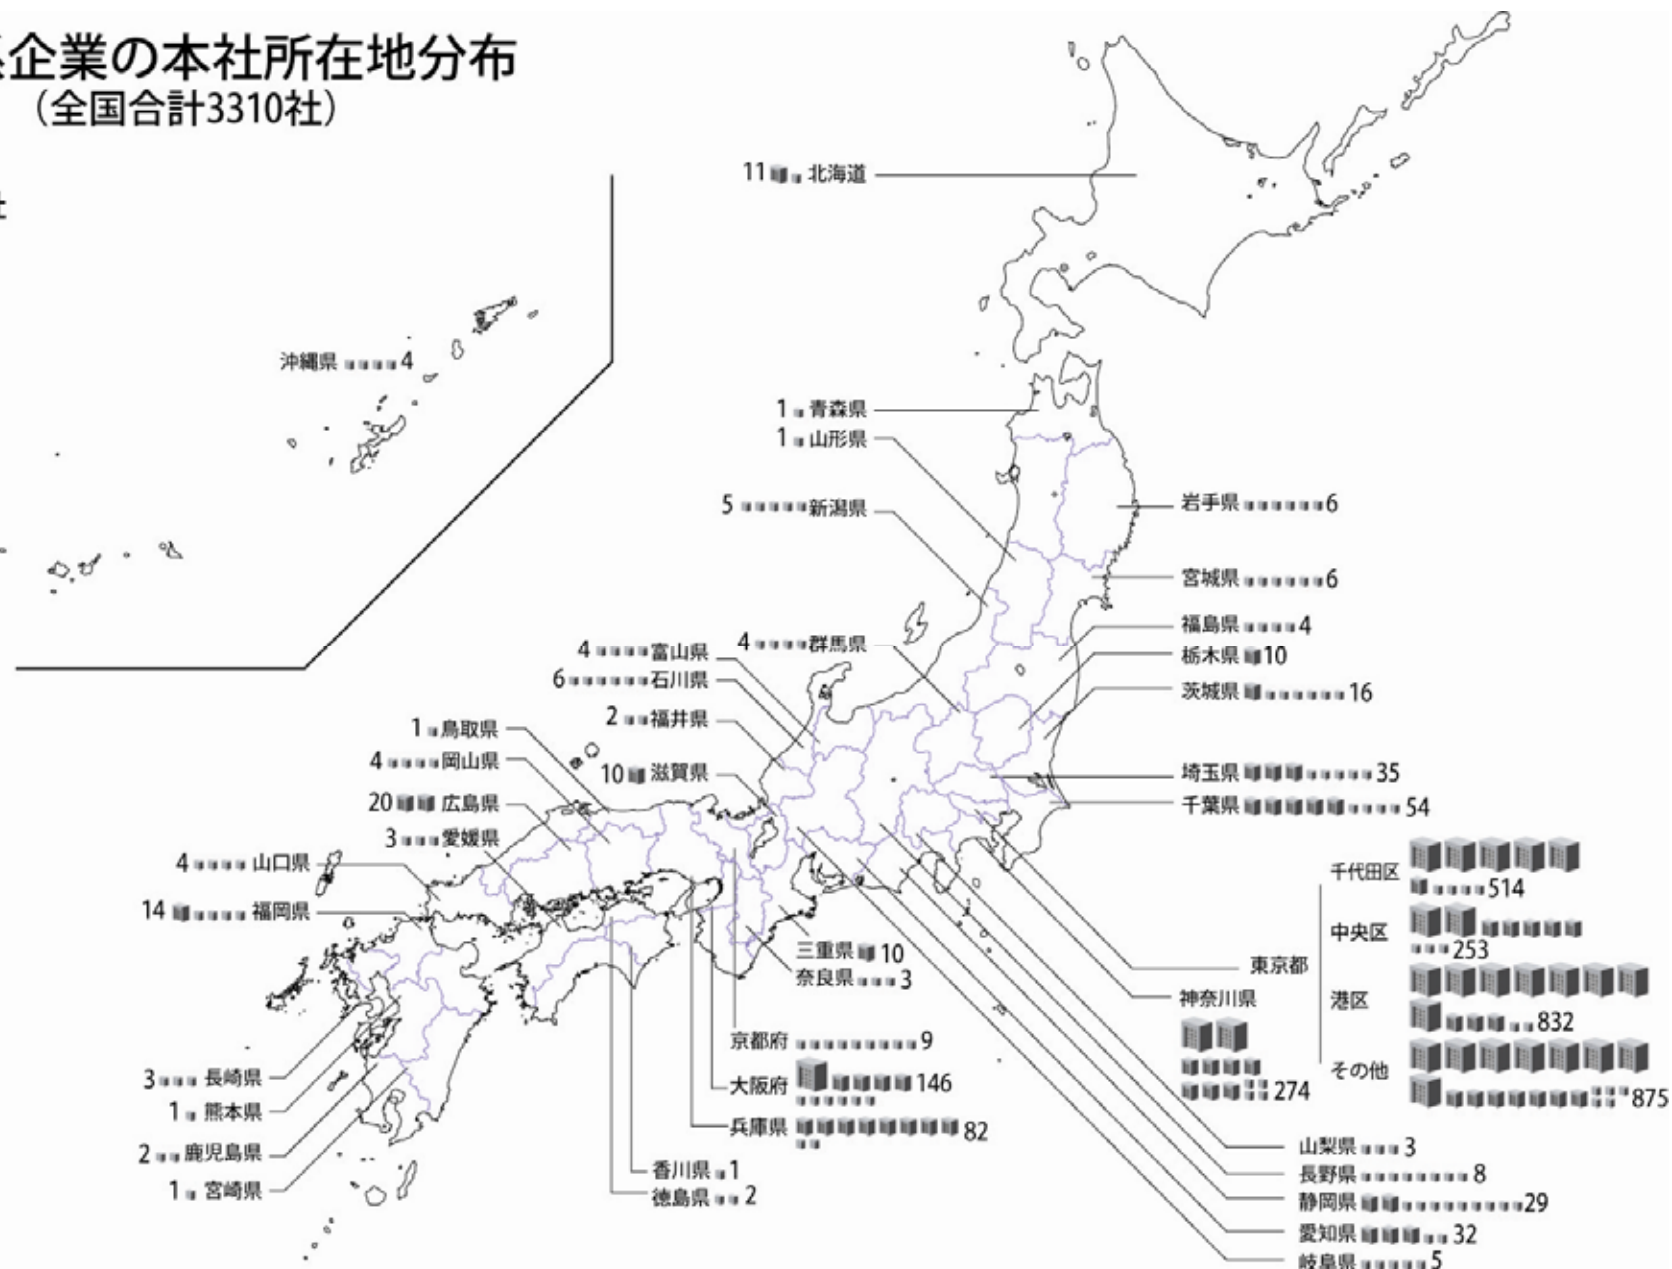 企業の本社所在地分布
（全国合計3310社）
11 北海道
沖縄県 4
1 青森県
1 山形県
5 新潟県
岩手県 6
宮城県 6
福島県 4
栃木県 10
茨城県 16
4 群馬県
4 富山県
6 石川県
2 福井県
10 滋賀県
1 鳥取県
4 岡山県
20 広島県
3 愛媛県
4 山口県
14 福岡県
埼玉県 35
千葉県 54
東京都
千代田区 514
中央区 253
港区 832
その他 875
神奈川県 274
三重県 10
奈良県 3
京都府 9
大阪府 146
兵庫県 82
香川県 1
徳島県 2
3 長崎県
1 熊本県
2 鹿児島県
1 宮崎県
山梨県 3
長野県 8
静岡県 29
愛知県 32
岐阜県 5